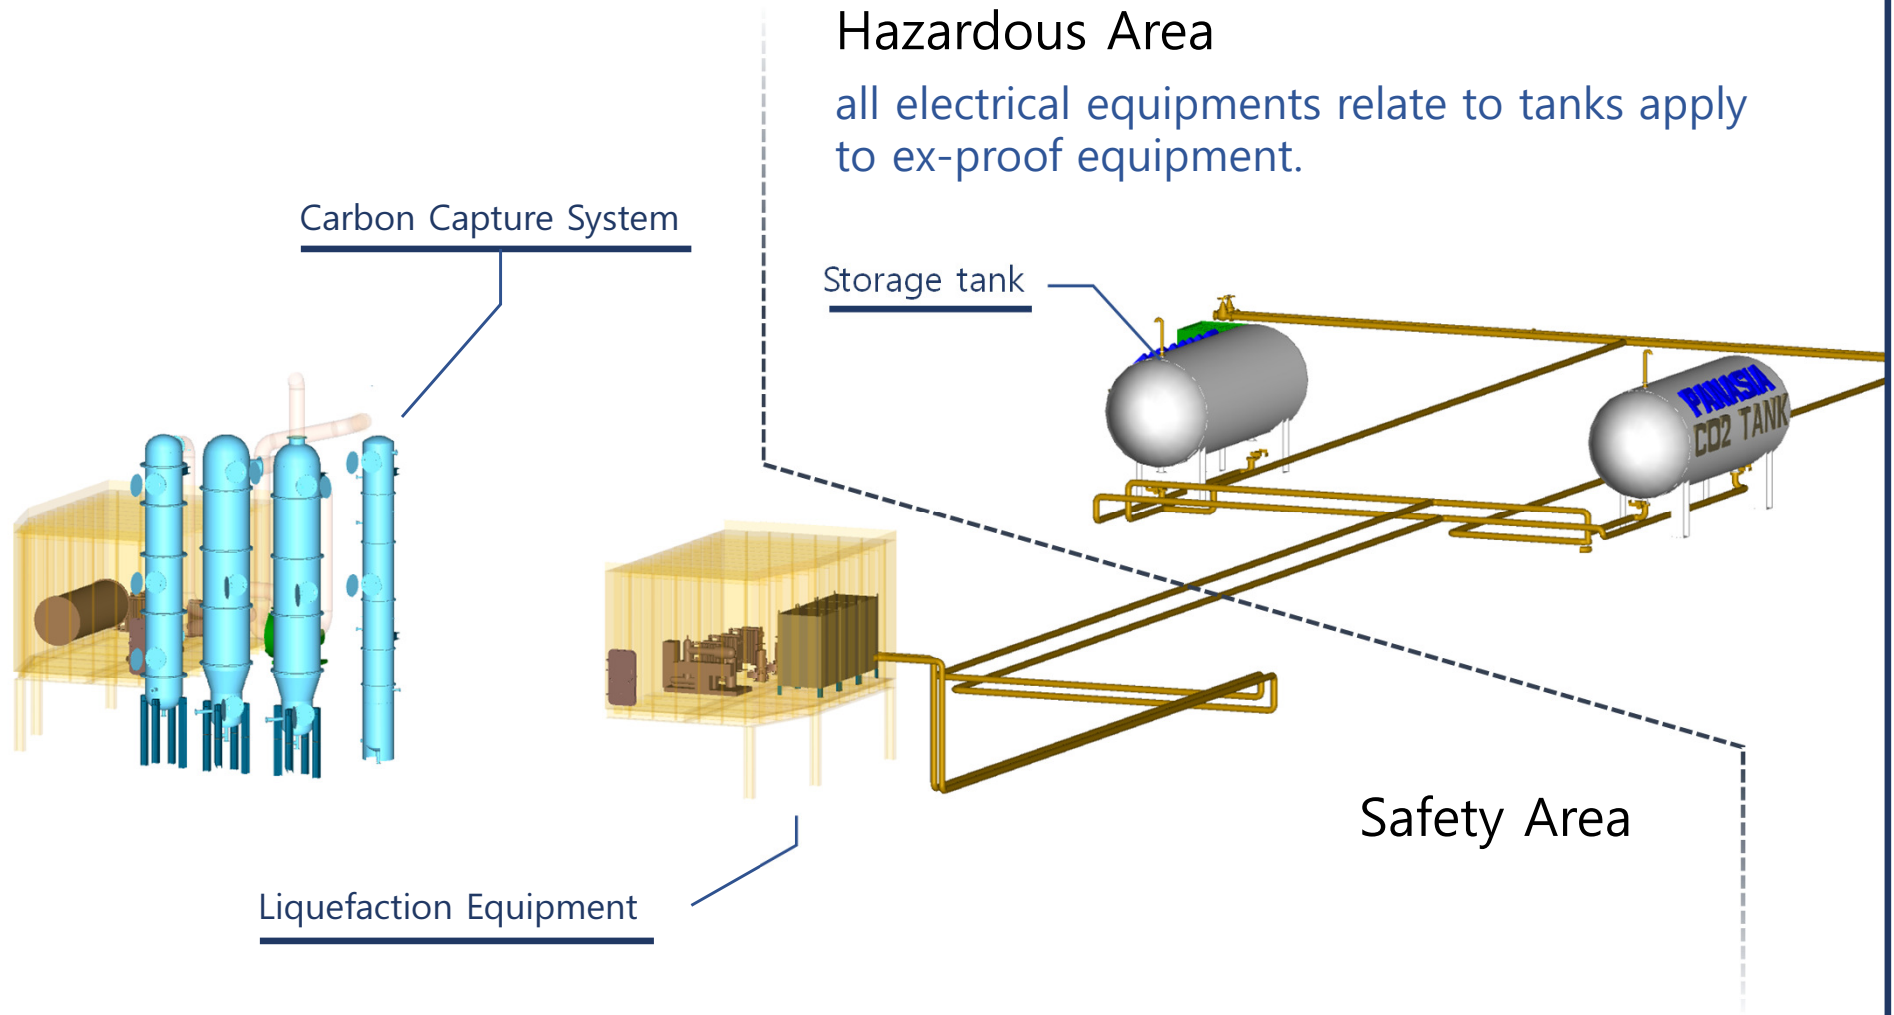 Hazardous Area
all electrical equipments relate to tanks apply
to ex-proof equipment.
Carbon Capture System
Storage tank
PANASIA
CO2 TANK
Safety Area
Liquefaction Equipment